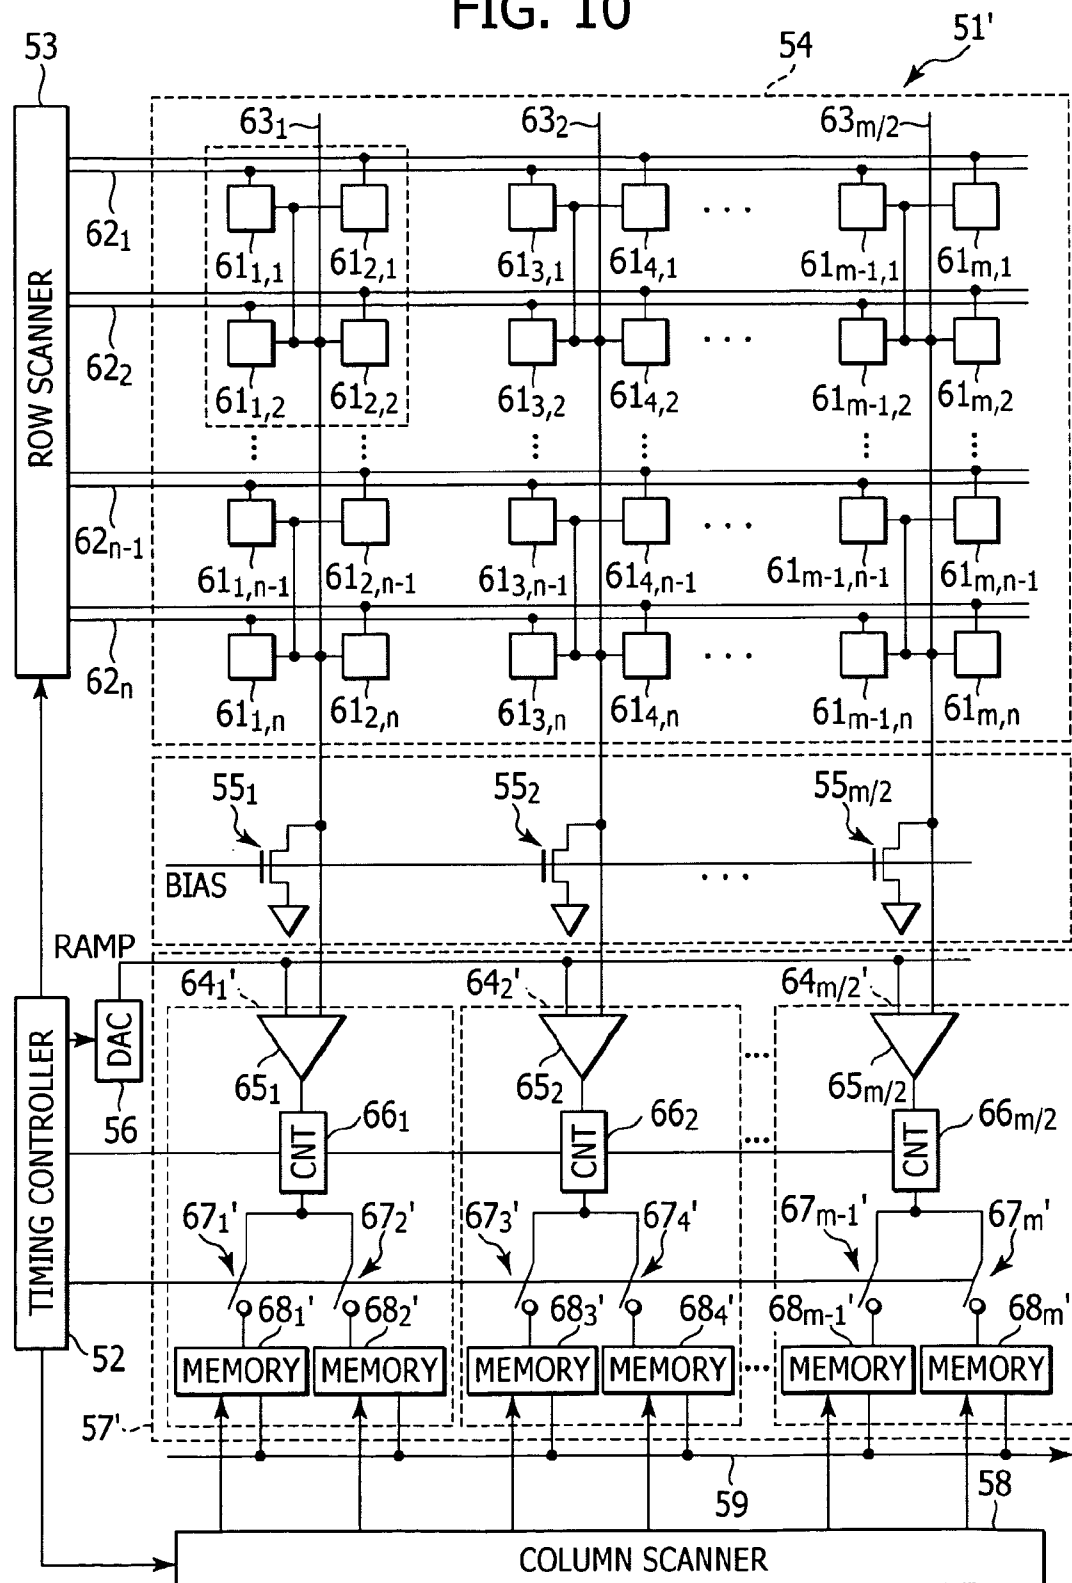 FIG. 10
53
54
51'
63₁
63₂
63m/2
ROW SCANNER
62₁
61₁,₁
61₂,₁
61₃,₁
61₄,₁
...
61m-1,1
61m,1
62₂
61₁,₂
61₂,₂
61₃,₂
61₄,₂
...
61m-1,2
61m,2
62n-1
61₁,n-1
61₂,n-1
61₃,n-1
61₄,n-1
...
61m-1,n-1
61m,n-1
62n
61₁,n
61₂,n
61₃,n
61₄,n
...
61m-1,n
61m,n
55₁
55₂
55m/2
BIAS
...
RAMP
64₁'
64₂'
64m/2'
DAC
56
65₁
65₂
65m/2
...
TIMING CONTROLLER
CNT
66₁
CNT
66₂
...
CNT
66m/2
67₁'
67₂'
67₃'
67₄'
67m-1'
67m'
68₁'
68₂'
68₃'
68₄'
68m-1'
68m'
52
MEMORY
MEMORY
MEMORY
MEMORY
...
MEMORY
MEMORY
57'
59
58
COLUMN SCANNER